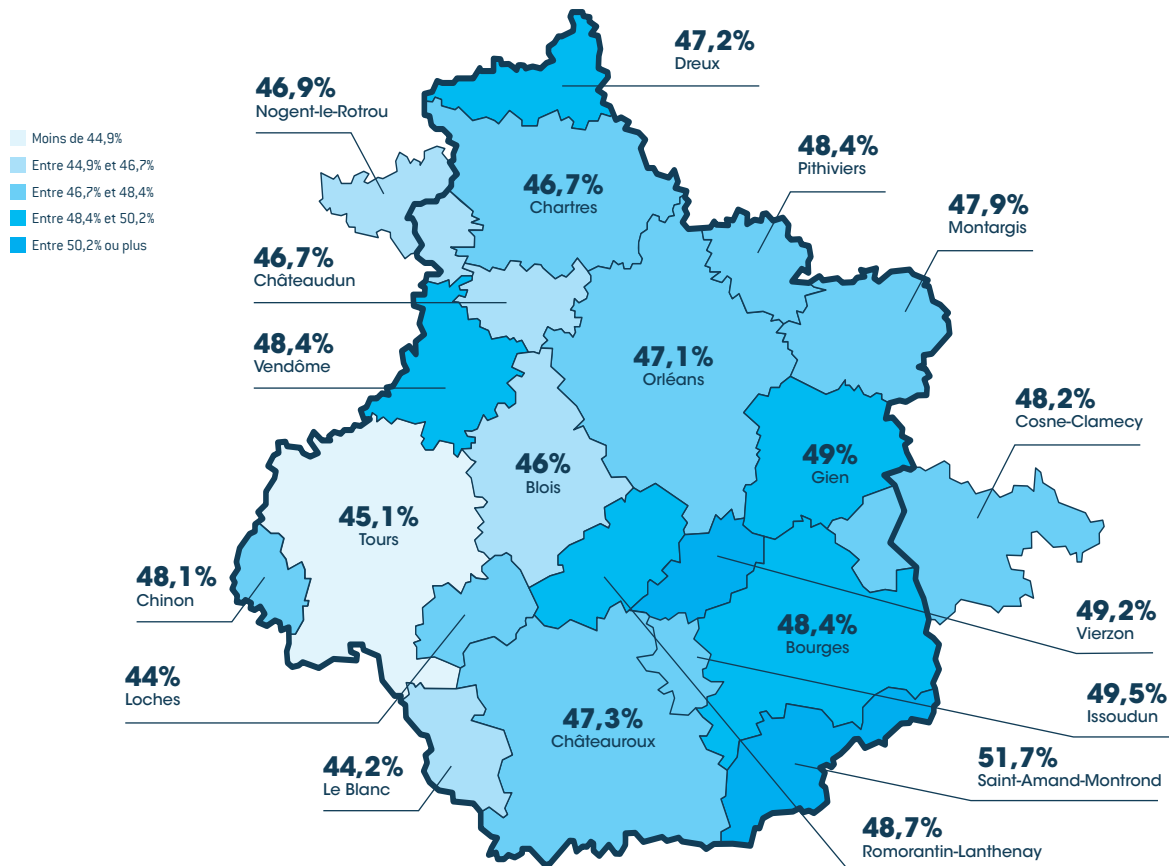 47,2%
Dreux
46,9%
Nogent-le-Rotrou
Moins de 44,9%
Entre 44,9% et 46,7%
Entre 46,7% et 48,4%
Entre 48,4% et 50,2%
Entre 50,2% ou plus
48,4%
Pithiviers
46,7%
Chartres
47,9%
Montargis
46,7%
Châteaudun
48,4%
Vendôme
47,1%
Orléans
48,2%
Cosne-Clamecy
46%
Blois
49%
Gien
45,1%
Tours
48,1%
Chinon
49,2%
Vierzon
48,4%
Bourges
44%
Loches
49,5%
Issoudun
47,3%
Châteauroux
44,2%
Le Blanc
51,7%
Saint-Amand-Montrond
48,7%
Romorantin-Lanthenay